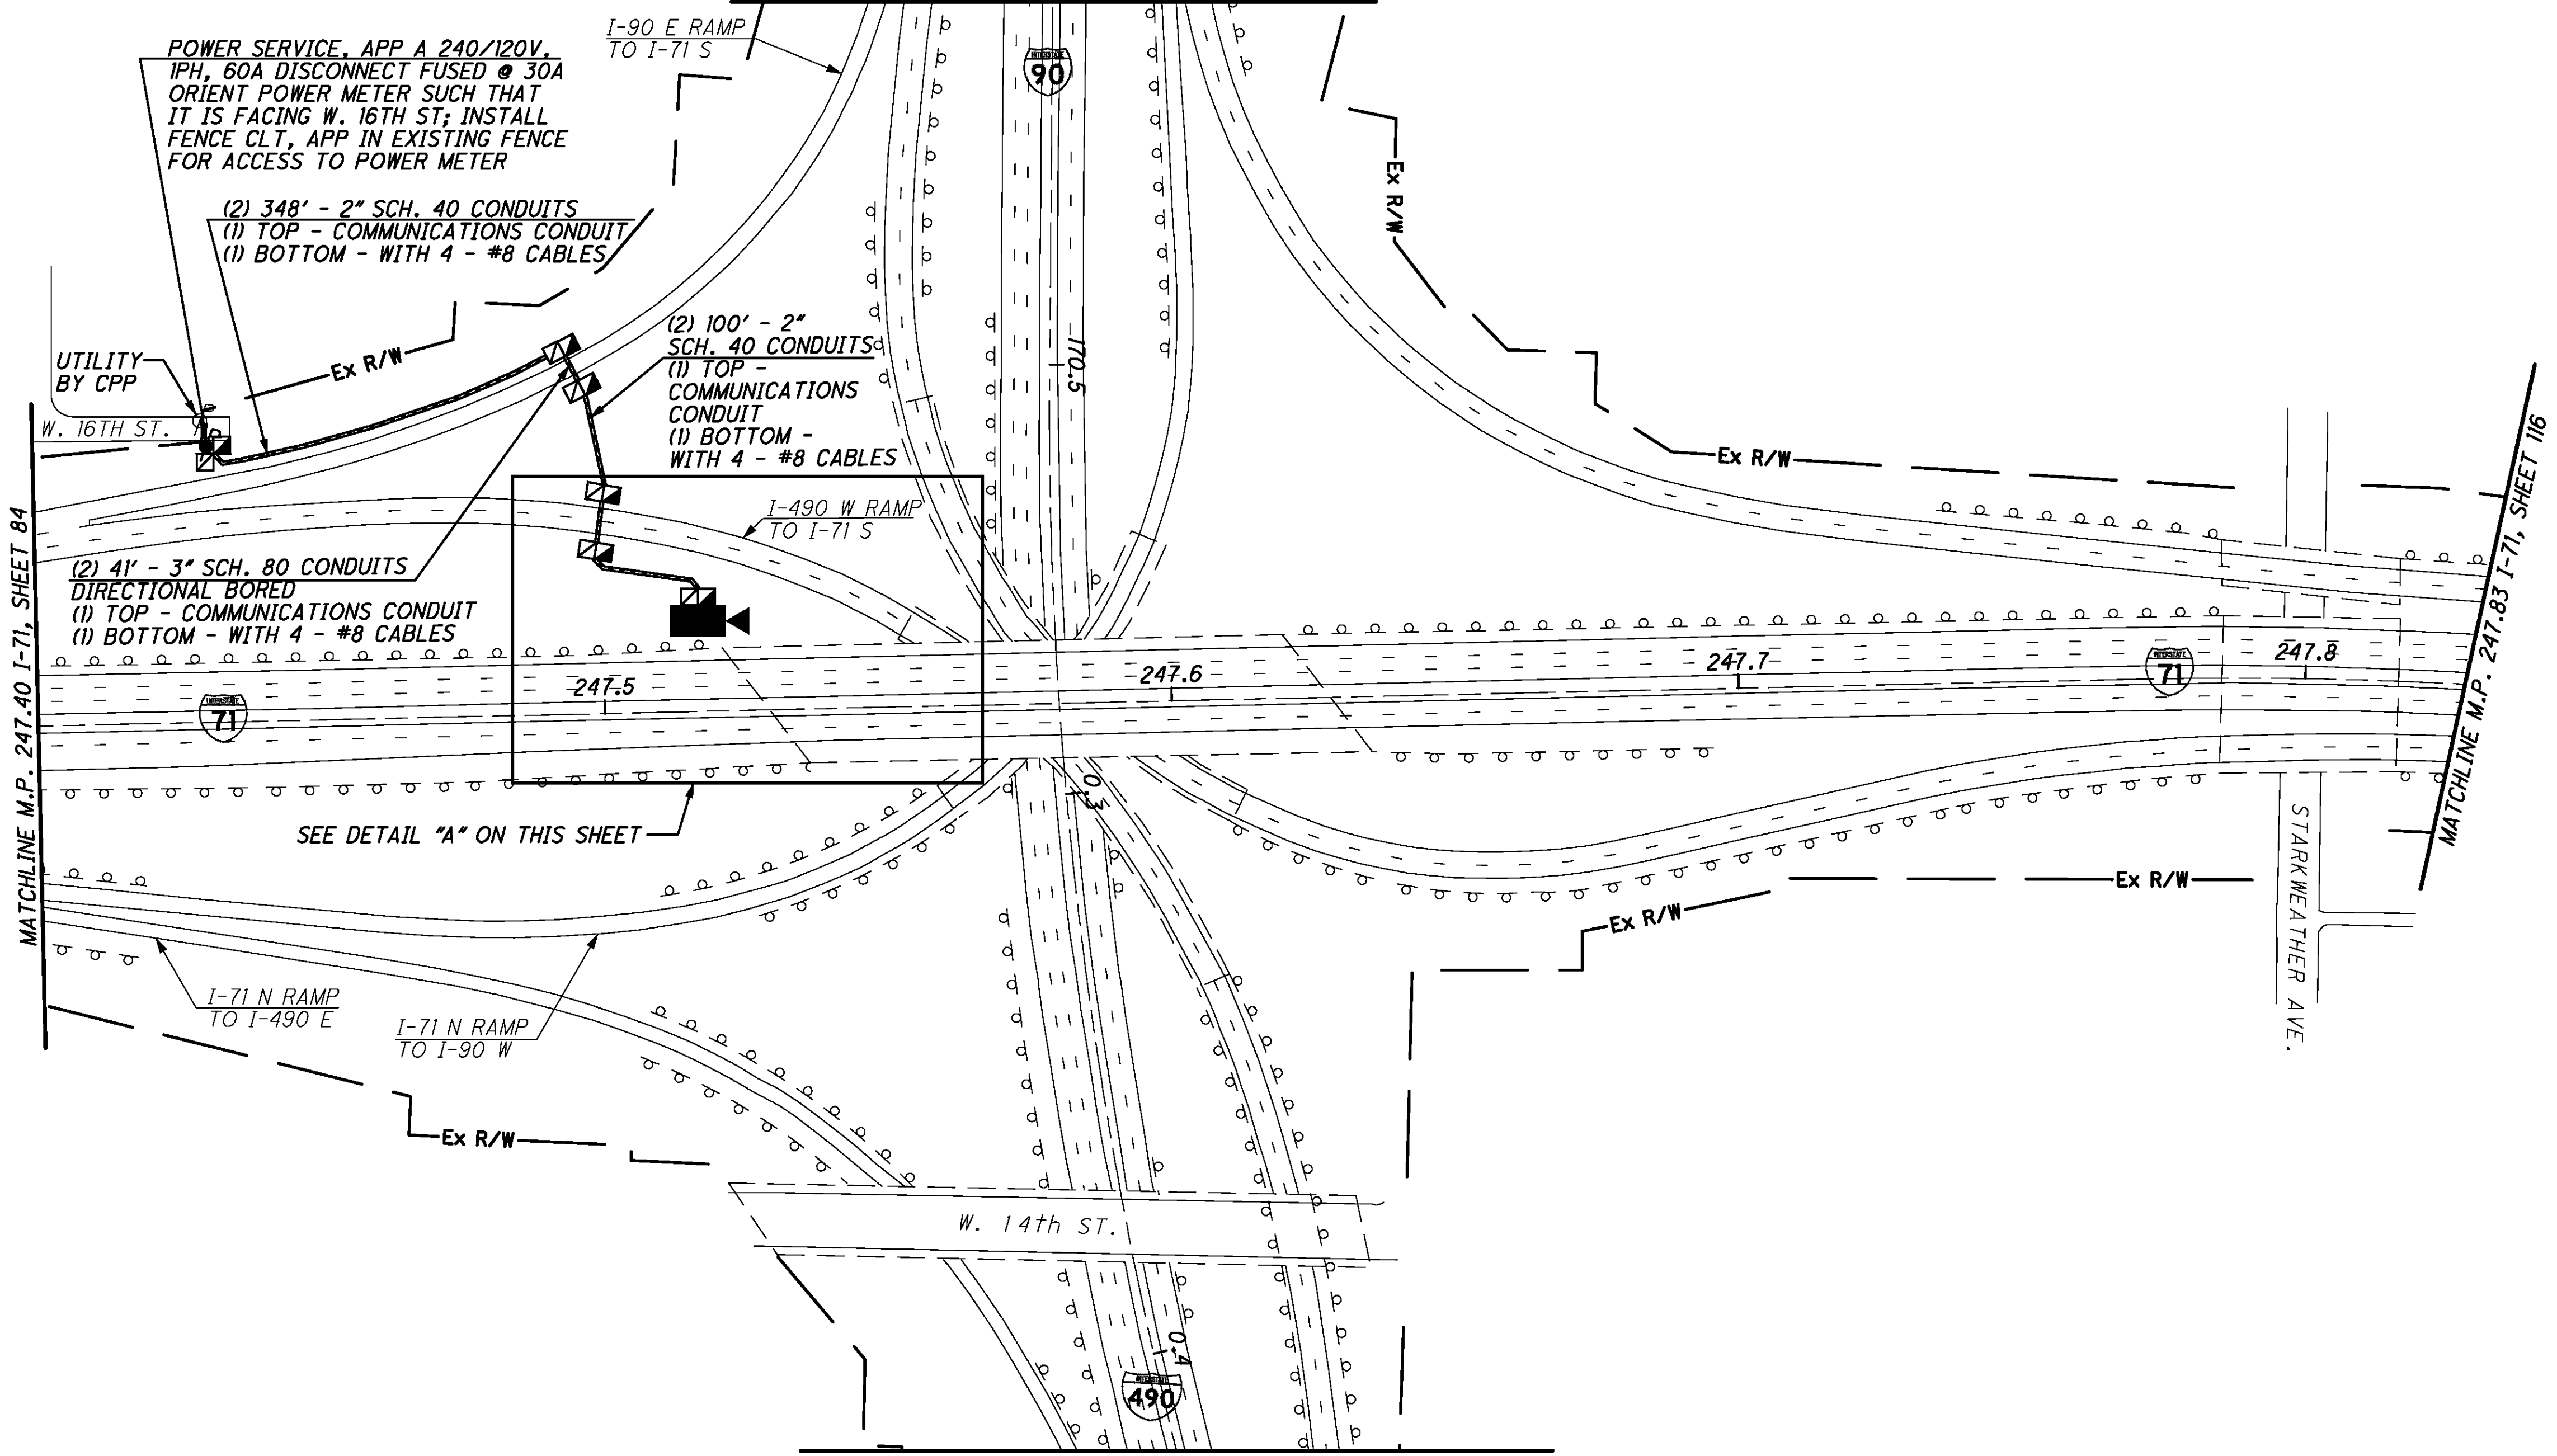 I-90 E RAMP
TO I-71 S
POWER SERVICE, APP A 240/120V,
1PH, 60A DISCONNECT FUSED @ 30A
ORIENT POWER METER SUCH THAT
IT IS FACING W. 16TH ST; INSTALL
FENCE CLT, APP IN EXISTING FENCE
FOR ACCESS TO POWER METER
INTERSTATE
90
(2) 348' - 2" SCH. 40 CONDUITS
(1) TOP - COMMUNICATIONS CONDUIT
(1) BOTTOM - WITH 4 - #8 CABLES
Ex R/W
(2) 100' - 2"
SCH. 40 CONDUITS
(1) TOP -
COMMUNICATIONS
CONDUIT
(1) BOTTOM -
WITH 4 - #8 CABLES
170.5
UTILITY
BY CPP
Ex R/W
W. 16TH ST.
P
Ex R/W
I-490 W RAMP
TO I-71 S
MATCHLINE M.P. 247.40 I-71, SHEET 84
(2) 41' - 3" SCH. 80 CONDUITS
DIRECTIONAL BORED
(1) TOP - COMMUNICATIONS CONDUIT
(1) BOTTOM - WITH 4 - #8 CABLES
MATCHLINE M.P. 247.83 I-71, SHEET 116
INTERSTATE
71
247.5
247.6
247.7
INTERSTATE
71
247.8
0.3
SEE DETAIL "A" ON THIS SHEET
STARKWEATHER AVE.
Ex R/W
Ex R/W
I-71 N RAMP
TO I-490 E
I-71 N RAMP
TO I-90 W
Ex R/W
W. 14th ST.
0.4
INTERSTATE
490